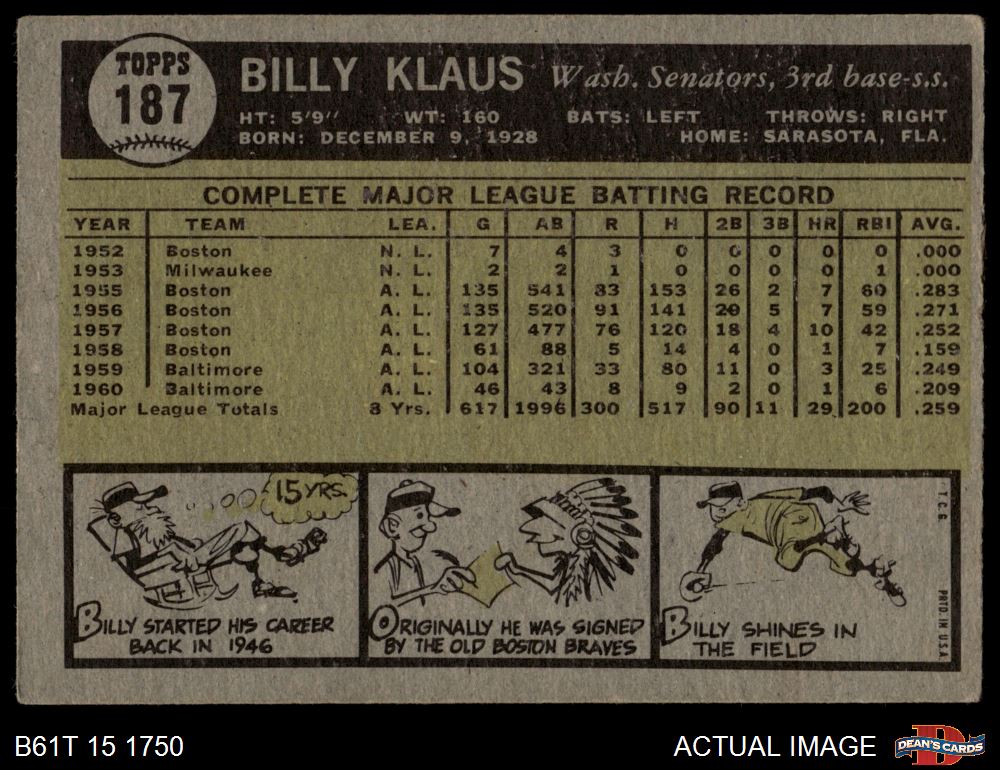 TOPPS
187
BILLY KLAUS Wash. Senators, 3rd base-s.s.
HT: 5'9" WT: 160 BATS: LEFT THROWS: RIGHT
BORN: DECEMBER 9, 1928 HOME: SARASOTA, FLA.
COMPLETE MAJOR LEAGUE BATTING RECORD
YEAR TEAM LEA. G AB R H 2B 3B HR RBI AVG.
1952 Boston N. L. 7 4 3 0 0 0 0 0 .000
1953 Milwaukee N. L. 2 2 1 0 0 0 0 1 .000
1955 Boston A. L. 135 541 83 153 26 2 7 60 .283
1956 Boston A. L. 135 520 91 141 29 5 7 59 .271
1957 Boston A. L. 127 477 76 120 18 4 10 42 .252
1958 Boston A. L. 61 88 5 14 4 0 1 7 .159
1959 Baltimore A. L. 104 321 33 80 11 0 3 25 .249
1960 Baltimore A. L. 46 43 8 9 2 0 1 6 .209
Major League Totals 8 Yrs. 617 1996 300 517 90 11 29 200 .259
15 YRS.
BILLY STARTED HIS CAREER
BACK IN 1946
ORIGINALLY HE WAS SIGNED
BY THE OLD BOSTON BRAVES
BILLY SHINES IN
THE FIELD
T.C.G.
PRTD. IN U.S.A.
B61T 15 1750
ACTUAL IMAGE
D
DEAN'S CARDS